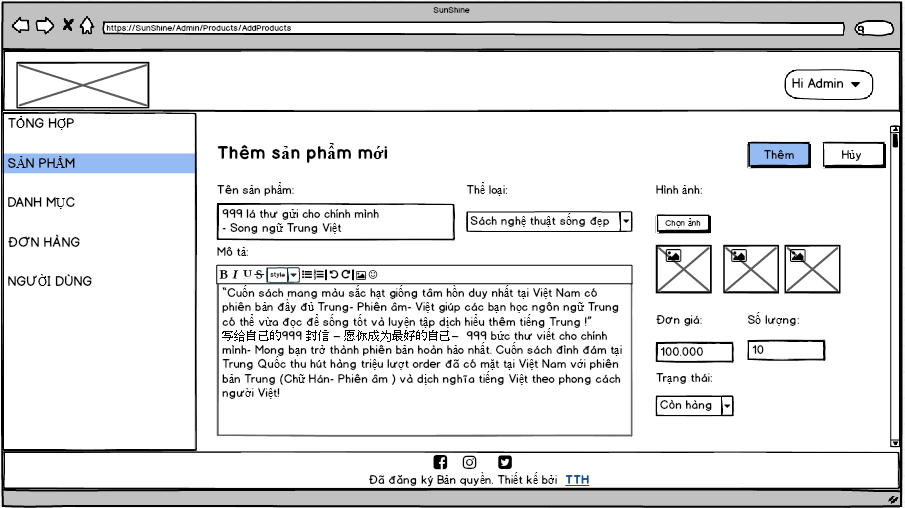 SunShine
https://SunShine/Admin/Products/AddProducts
Hi Admin
TỔNG HỢP
SẢN PHẨM
DANH MỤC
ĐƠN HÀNG
NGƯỜI DÙNG
Thêm sản phẩm mới
Thêm
Hủy
Tên sản phẩm:
Thể loại:
Hình ảnh:
999 lá thư gửi cho chính mình
- Song ngữ Trung Việt
Sách nghệ thuật sống đẹp
Chọn ảnh
Mô tả:
B I U S style
“Cuốn sách mang màu sắc hạt giống tâm hồn duy nhất tại Việt Nam có
phiên bản đầy đủ Trung- Phiên âm- Việt giúp các bạn học ngôn ngữ Trung
có thể vừa đọc để sống tốt và luyện tập dịch hiểu thêm tiếng Trung !”
写给自己的999 封信 – 愿你成为最好的自己– 999 bức thư viết cho chính
mình- Mong bạn trở thành phiên bản hoàn hảo nhất. Cuốn sách đình đám tại
Trung Quốc thu hút hàng triệu lượt order đã có mặt tại Việt Nam với phiên
bản Trung (Chữ Hán- Phiên âm ) và dịch nghĩa tiếng Việt theo phong cách
người Việt!
Đơn giá:
Số lượng:
100.000
10
Trạng thái:
Còn hàng
Đã đăng ký Bản quyền. Thiết kế bởi TTH